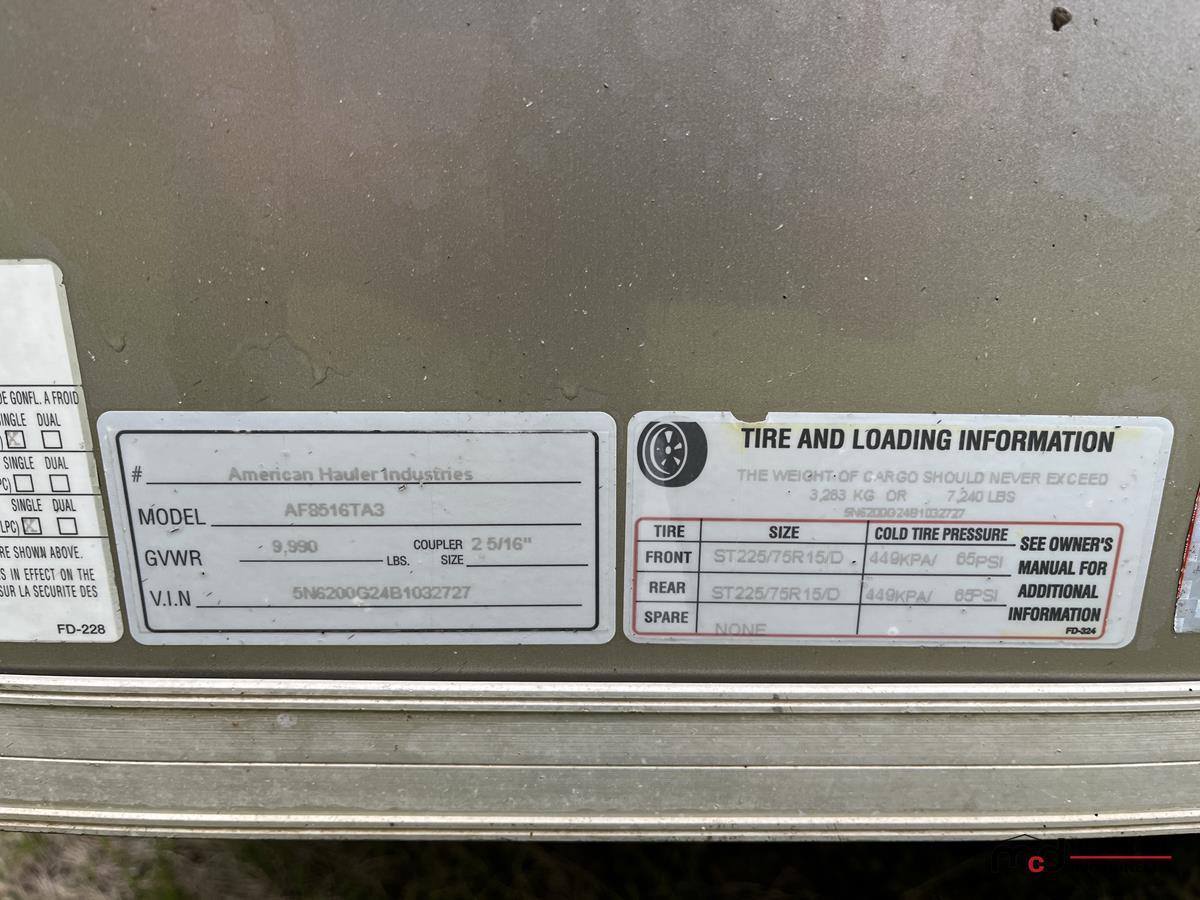 DE GONFL. A FROID
SINGLE DUAL
SINGLE DUAL
PC)
SINGLE DUAL
LPC)
RE SHOWN ABOVE.
S IN EFFECT ON THE
SUR LA SECURITE DES
FD-228
# American Hauler Industries
MODEL AF8516TA3
GVWR 9,990 LBS. COUPLER SIZE 2 5/16"
V.I.N 5N6200G24B1032727
TIRE AND LOADING INFORMATION
THE WEIGHT OF CARGO SHOULD NEVER EXCEED
3,283 KG OR 7,240 LBS
5N6200G24B1032727
TIRE SIZE COLD TIRE PRESSURE
FRONT ST225/75R15/D 449KPA/ 65PSI
REAR ST225/75R15/D 449KPA/ 65PSI
SPARE NONE
SEE OWNER'S
MANUAL FOR
ADDITIONAL
INFORMATION
FD-324